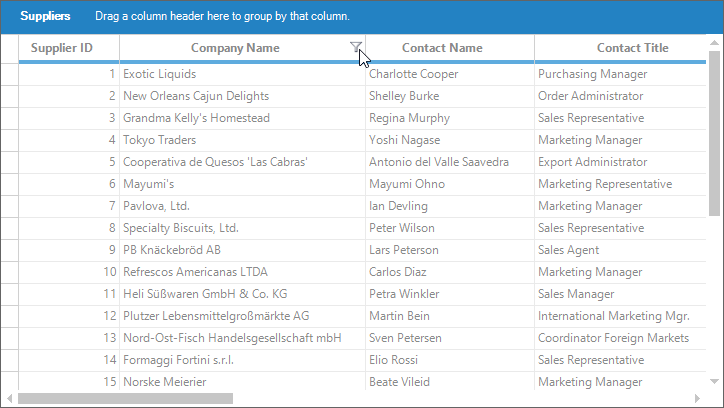 Suppliers Drag a column header here to group by that column.
Supplier ID Company Name Contact Name Contact Title
1 Exotic Liquids Charlotte Cooper Purchasing Manager
2 New Orleans Cajun Delights Shelley Burke Order Administrator
3 Grandma Kelly's Homestead Regina Murphy Sales Representative
4 Tokyo Traders Yoshi Nagase Marketing Manager
5 Cooperativa de Quesos 'Las Cabras' Antonio del Valle Saavedra Export Administrator
6 Mayumi's Mayumi Ohno Marketing Representative
7 Pavlova, Ltd. Ian Devling Marketing Manager
8 Specialty Biscuits, Ltd. Peter Wilson Sales Representative
9 PB Knäckebröd AB Lars Peterson Sales Agent
10 Refrescos Americanas LTDA Carlos Diaz Marketing Manager
11 Heli Süßwaren GmbH & Co. KG Petra Winkler Sales Manager
12 Plutzer Lebensmittelgroßmärkte AG Martin Bein International Marketing Mgr.
13 Nord-Ost-Fisch Handelsgesellschaft mbH Sven Petersen Coordinator Foreign Markets
14 Formaggi Fortini s.r.l. Elio Rossi Sales Representative
15 Norske Meierier Beate Vileid Marketing Manager